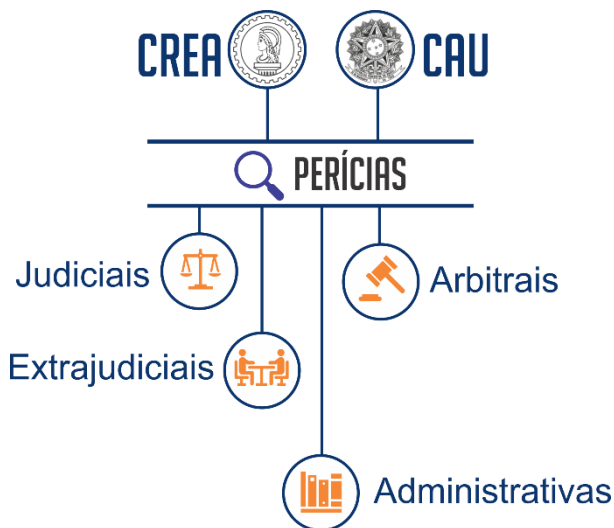 CREA
CAU
PERÍCIAS
Judiciais
Arbitrais
Extrajudiciais
Administrativas